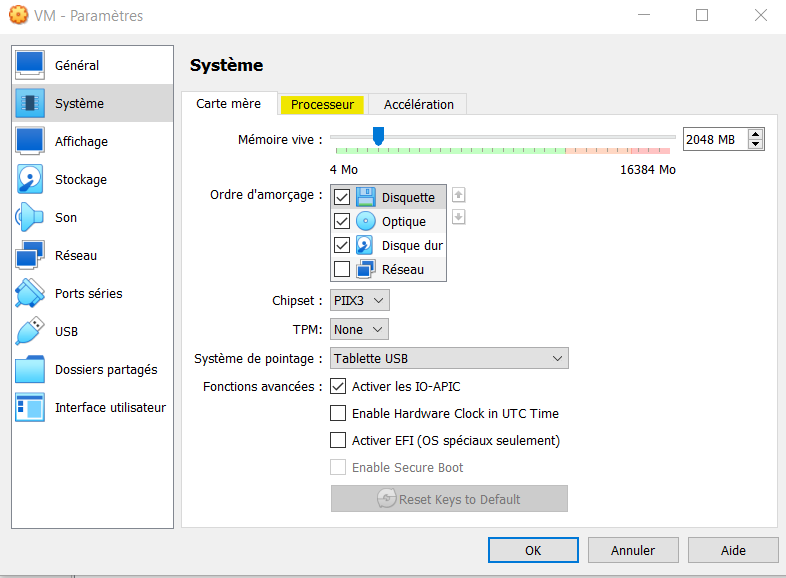 VM - Paramètres
Général
Système
Affichage
Stockage
Son
Réseau
Ports séries
USB
Dossiers partagés
Interface utilisateur
Système
Carte mère Processeur Accélération
Mémoire vive : 2048 MB
4 Mo 16384 Mo
Ordre d'amorçage : Disquette
Optique
Disque dur
Réseau
Chipset : PIIX3
TPM: None
Système de pointage : Tablette USB
Fonctions avancées : Activer les IO-APIC
Enable Hardware Clock in UTC Time
Activer EFI (OS spéciaux seulement)
Enable Secure Boot
Reset Keys to Default
OK Annuler Aide